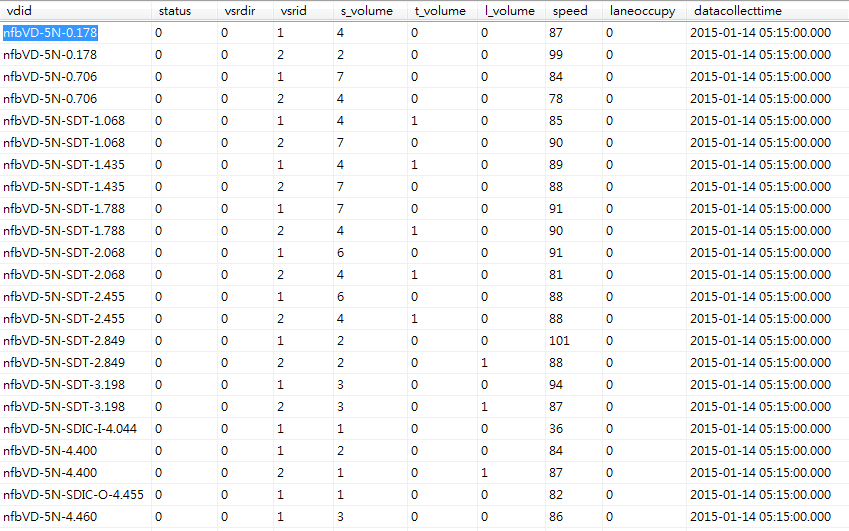 vdid status vsrdir vsrid s_volume t_volume l_volume speed laneoccupy datacollecttime
nfbVD-5N-0.178 0 0 1 4 0 0 87 0 2015-01-14 05:15:00.000
nfbVD-5N-0.178 0 0 2 2 0 0 99 0 2015-01-14 05:15:00.000
nfbVD-5N-0.706 0 0 1 7 0 0 84 0 2015-01-14 05:15:00.000
nfbVD-5N-0.706 0 0 2 4 0 0 78 0 2015-01-14 05:15:00.000
nfbVD-5N-SDT-1.068 0 0 1 4 1 0 85 0 2015-01-14 05:15:00.000
nfbVD-5N-SDT-1.068 0 0 2 7 0 0 90 0 2015-01-14 05:15:00.000
nfbVD-5N-SDT-1.435 0 0 1 4 1 0 89 0 2015-01-14 05:15:00.000
nfbVD-5N-SDT-1.435 0 0 2 7 0 0 88 0 2015-01-14 05:15:00.000
nfbVD-5N-SDT-1.788 0 0 1 7 0 0 91 0 2015-01-14 05:15:00.000
nfbVD-5N-SDT-1.788 0 0 2 4 1 0 90 0 2015-01-14 05:15:00.000
nfbVD-5N-SDT-2.068 0 0 1 6 0 0 91 0 2015-01-14 05:15:00.000
nfbVD-5N-SDT-2.068 0 0 2 4 1 0 81 0 2015-01-14 05:15:00.000
nfbVD-5N-SDT-2.455 0 0 1 6 0 0 88 0 2015-01-14 05:15:00.000
nfbVD-5N-SDT-2.455 0 0 2 4 1 0 88 0 2015-01-14 05:15:00.000
nfbVD-5N-SDT-2.849 0 0 1 2 0 0 101 0 2015-01-14 05:15:00.000
nfbVD-5N-SDT-2.849 0 0 2 2 0 1 88 0 2015-01-14 05:15:00.000
nfbVD-5N-SDT-3.198 0 0 1 3 0 0 94 0 2015-01-14 05:15:00.000
nfbVD-5N-SDT-3.198 0 0 2 3 0 1 87 0 2015-01-14 05:15:00.000
nfbVD-5N-SDIC-I-4.044 0 0 1 1 0 0 36 0 2015-01-14 05:15:00.000
nfbVD-5N-4.400 0 0 1 2 0 0 84 0 2015-01-14 05:15:00.000
nfbVD-5N-4.400 0 0 2 1 0 1 87 0 2015-01-14 05:15:00.000
nfbVD-5N-SDIC-O-4.455 0 0 1 1 0 0 82 0 2015-01-14 05:15:00.000
nfbVD-5N-4.460 0 0 1 3 0 0 86 0 2015-01-14 05:15:00.000